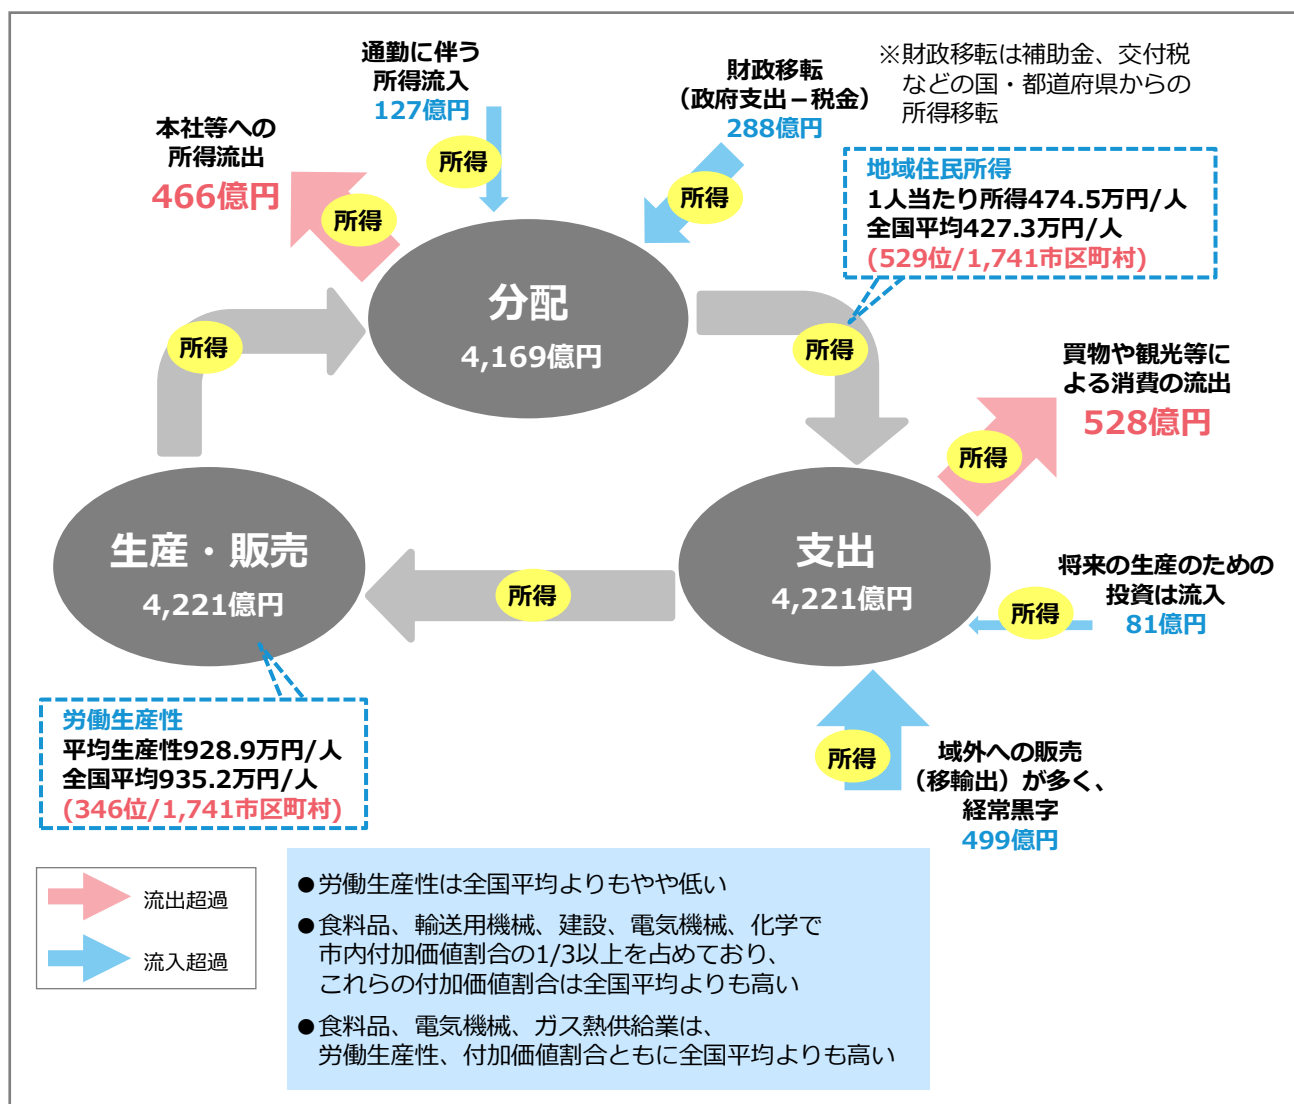 通勤に伴う
所得流入
127億円
所得
財政移転
（政府支出－税金）
288億円
所得
※財政移転は補助金、交付税
などの国・都道府県からの
所得移転
本社等への
所得流出
466億円
所得
地域住民所得
1人当たり所得474.5万円/人
全国平均427.3万円/人
(529位/1,741市区町村)
分配
4,169億円
所得
所得
買物や観光等に
よる消費の流出
528億円
所得
生産・販売
4,221億円
所得
支出
4,221億円
将来の生産のための
投資は流入
81億円
所得
労働生産性
平均生産性928.9万円/人
全国平均935.2万円/人
(346位/1,741市区町村)
所得
域外への販売
（移輸出）が多く、
経常黒字
499億円
流出超過
流入超過
●労働生産性は全国平均よりもやや低い
●食料品、輸送用機械、建設、電気機械、化学で
市内付加価値割合の1/3以上を占めており、
これらの付加価値割合は全国平均よりも高い
●食料品、電気機械、ガス熱供給業は、
労働生産性、付加価値割合ともに全国平均よりも高い